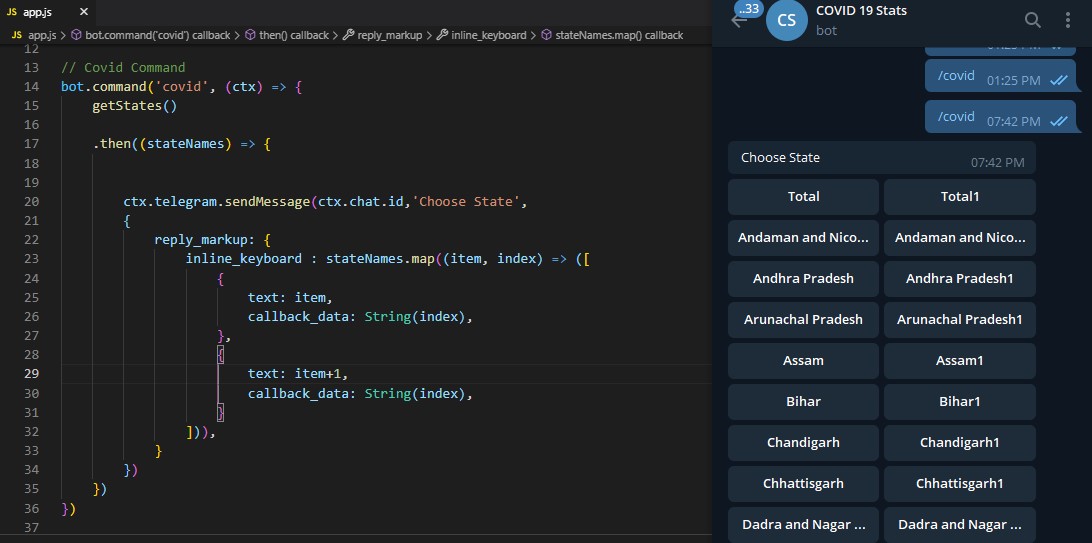 JS app.js ×
JS app.js > bot.command('covid') callback > then() callback > reply_markup > inline_keyboard > stateNames.map() callback
12
13 // Covid Command
14 bot.command('covid', (ctx) => {
15 getStates()
16
17 .then((stateNames) => {
18
19
20 ctx.telegram.sendMessage(ctx.chat.id,'Choose State',
21 {
22 reply_markup: {
23 inline_keyboard : stateNames.map((item, index) => ([
24 {
25 text: item,
26 callback_data: String(index),
27 },
28 {
29 text: item+1,
30 callback_data: String(index),
31 }
32 ])),
33 }
34 })
35 })
36 })
37
..33
CS
COVID 19 Stats
bot
/covid 01:25 PM
/covid 07:42 PM
Choose State 07:42 PM
Total Total1
Andaman and Nico... Andaman and Nico...
Andhra Pradesh Andhra Pradesh1
Arunachal Pradesh Arunachal Pradesh1
Assam Assam1
Bihar Bihar1
Chandigarh Chandigarh1
Chhattisgarh Chhattisgarh1
Dadra and Nagar ... Dadra and Nagar ...